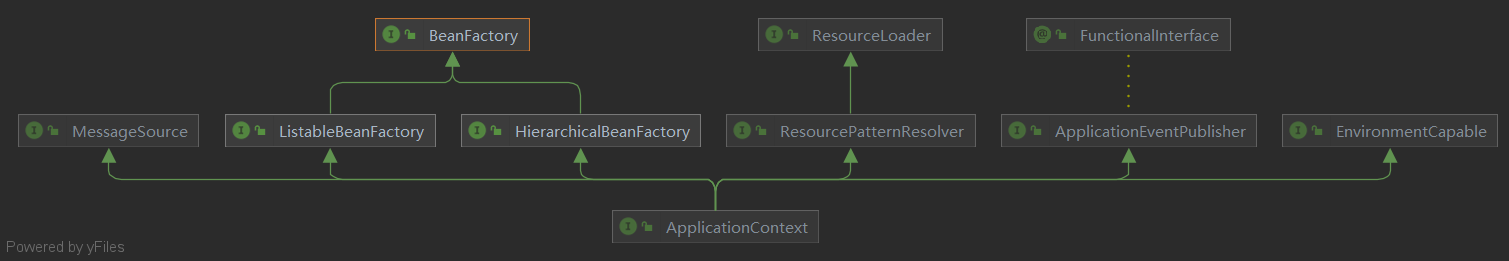 BeanFactory
ResourceLoader
FunctionalInterface
MessageSource
ListableBeanFactory
HierarchicalBeanFactory
ResourcePatternResolver
ApplicationEventPublisher
EnvironmentCapable
ApplicationContext
Powered by yFiles